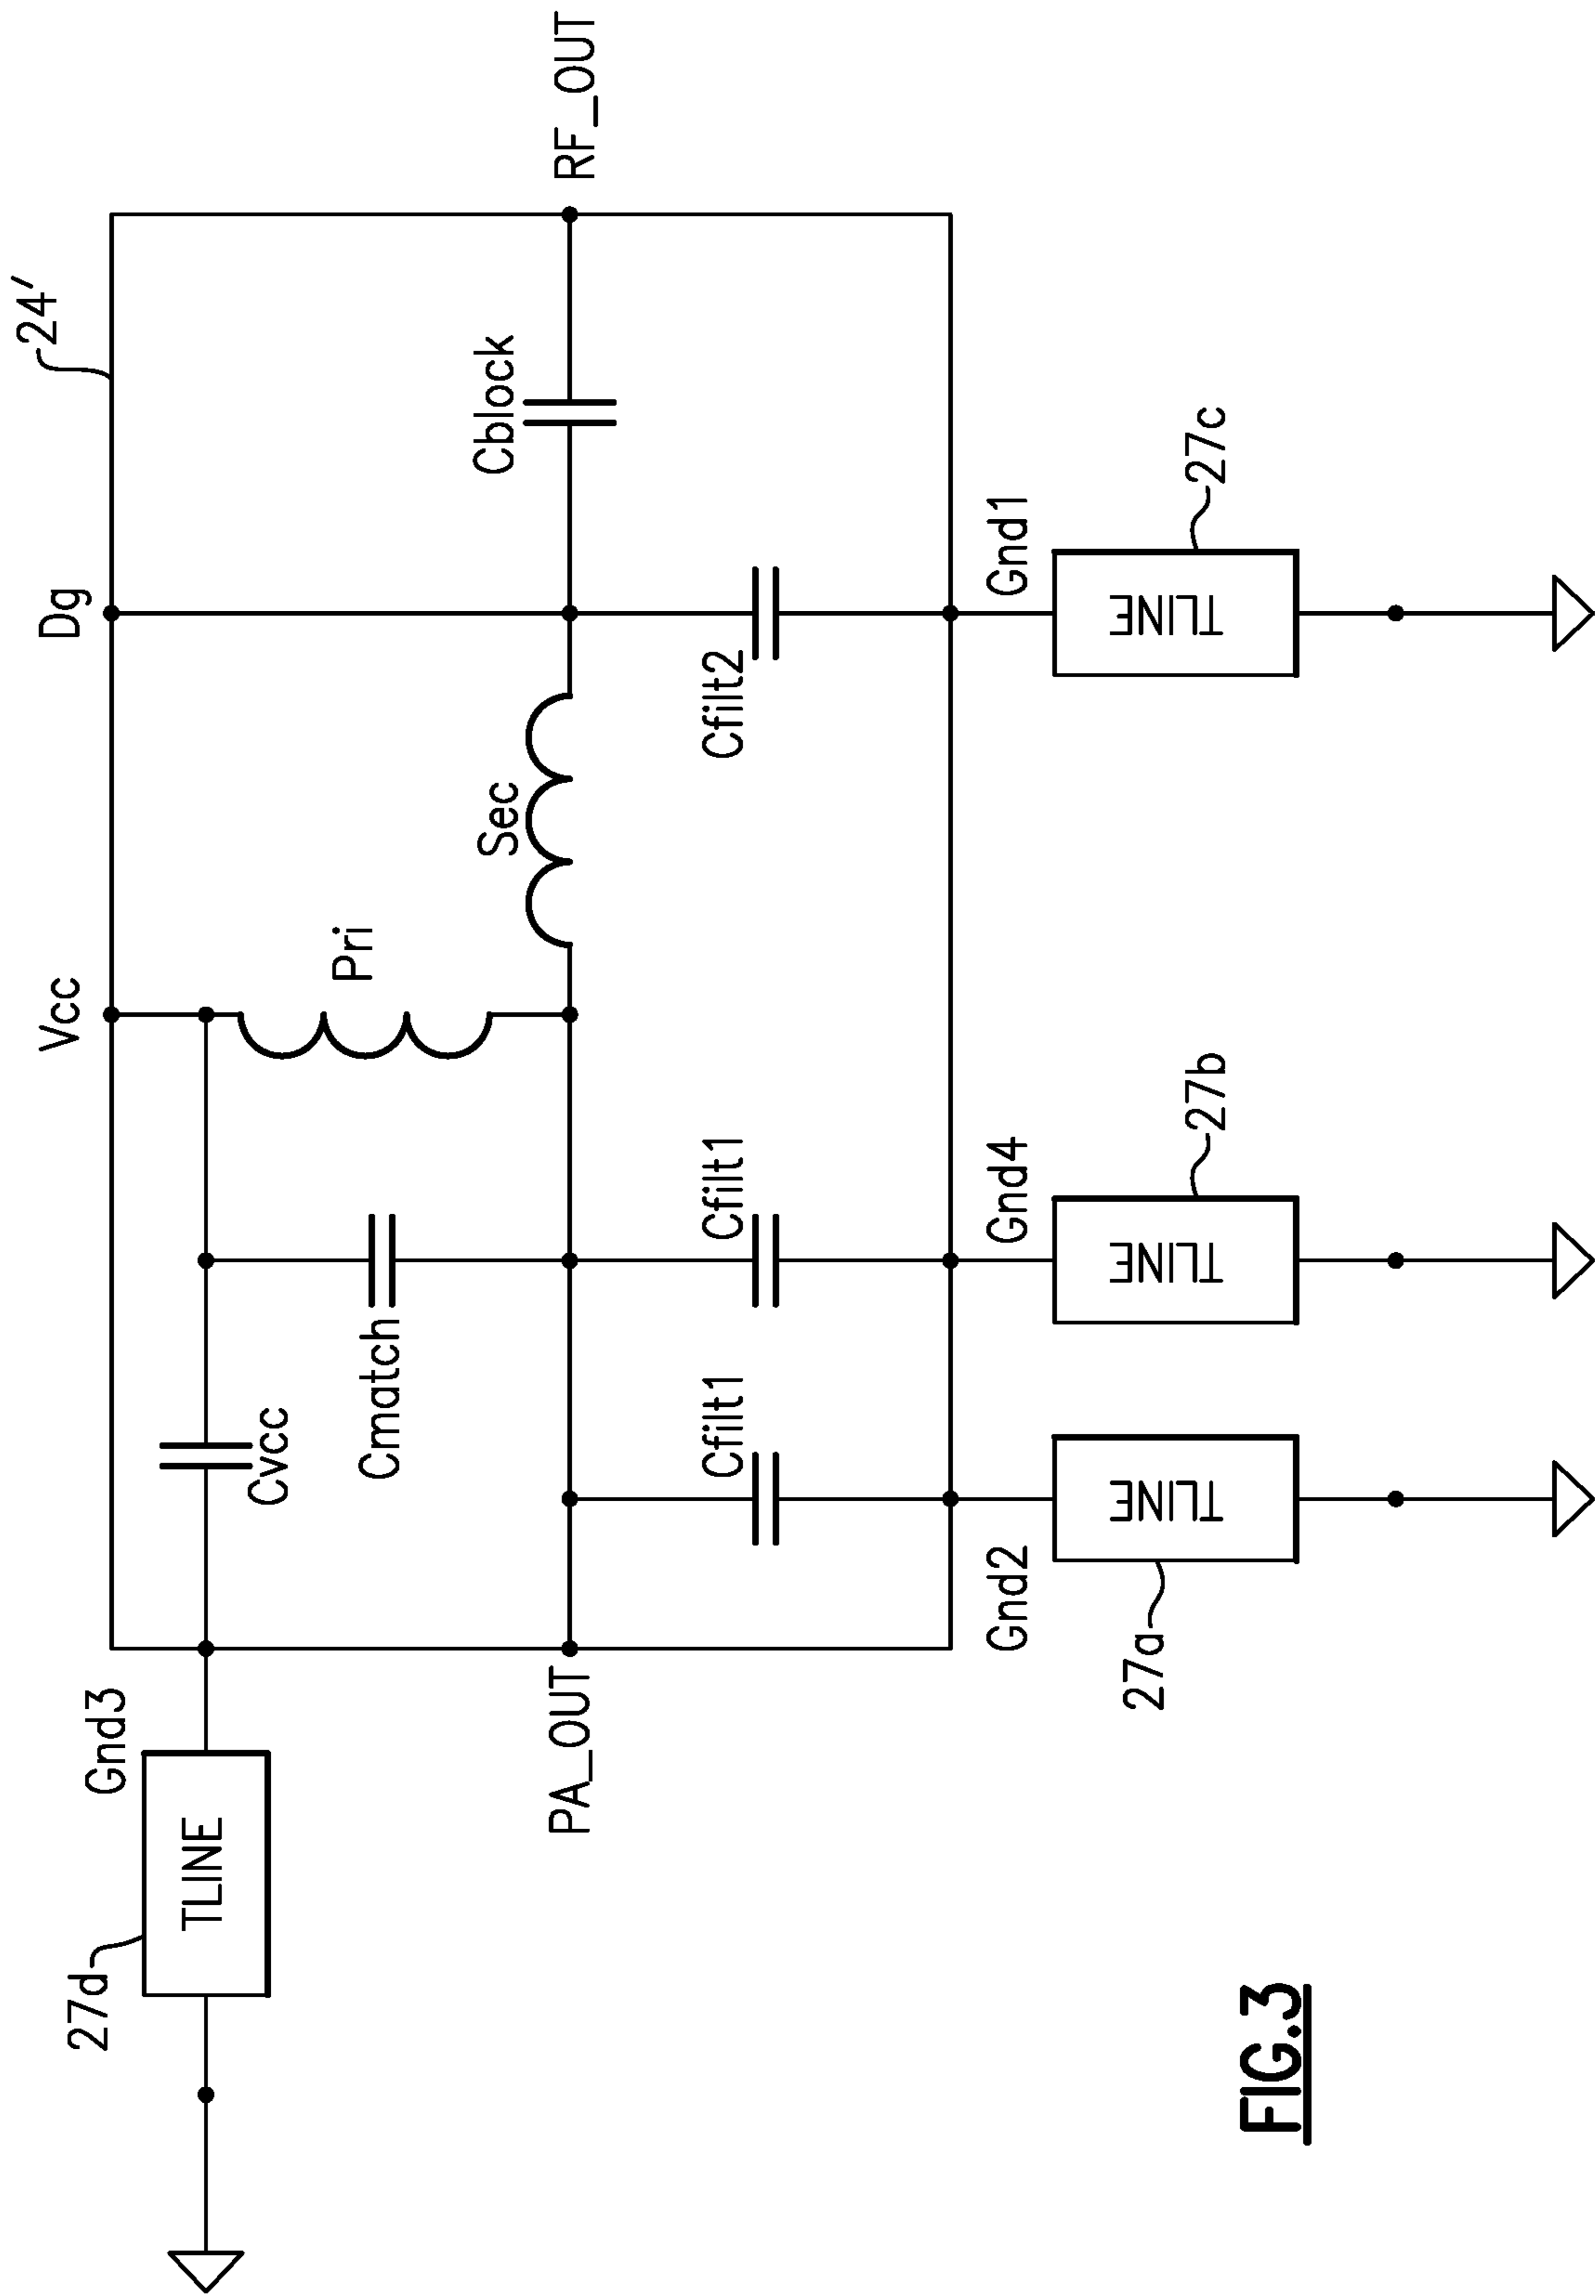 24′
Vcc
Dg
Gnd3
27d
TLINE
Cvcc
Pri
Cmatch
Sec
Cblock
PA_OUT
RF_OUT
Cfilt1
Cfilt1
Cfilt2
Gnd2
Gnd4
Gnd1
27a
TLINE
TLINE
27b
TLINE
27c
FIG.3